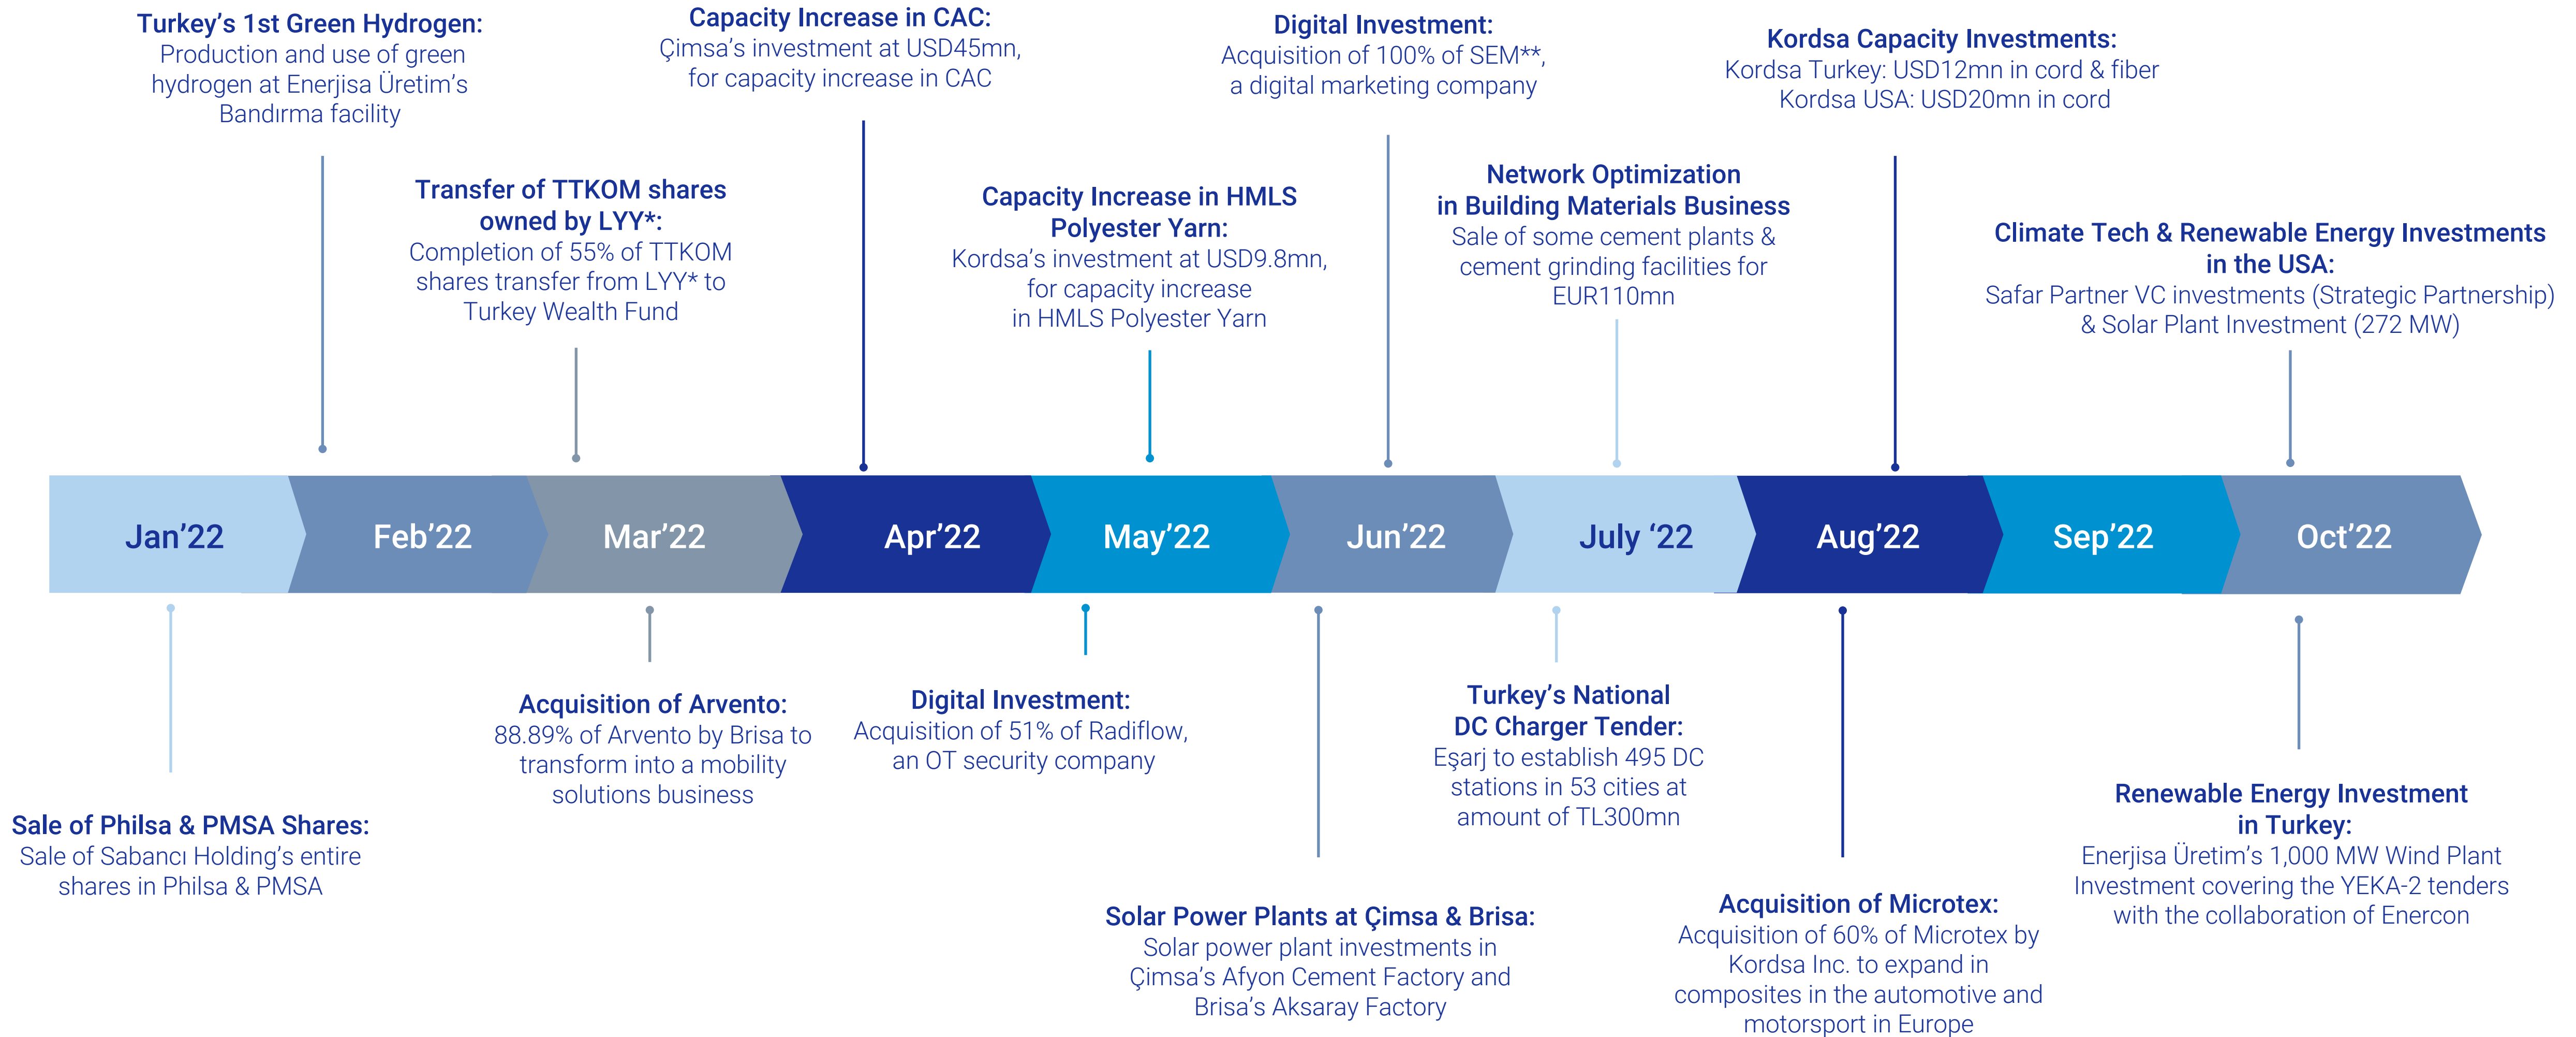 Turkey’s 1st Green Hydrogen:
Production and use of green
hydrogen at Enerjisa Üretim’s
Bandırma facility
Transfer of TTKOM shares
owned by LYY*:
Completion of 55% of TTKOM
shares transfer from LYY* to
Turkey Wealth Fund
Capacity Increase in CAC:
Çimsa’s investment at USD45mn,
for capacity increase in CAC
Capacity Increase in HMLS
Polyester Yarn:
Kordsa’s investment at USD9.8mn,
for capacity increase
in HMLS Polyester Yarn
Digital Investment:
Acquisition of 100% of SEM**,
a digital marketing company
Network Optimization
in Building Materials Business
Sale of some cement plants &
cement grinding facilities for
EUR110mn
Kordsa Capacity Investments:
Kordsa Turkey: USD12mn in cord & fiber
Kordsa USA: USD20mn in cord
Climate Tech & Renewable Energy Investments
in the USA:
Safar Partner VC investments (Strategic Partnership)
& Solar Plant Investment (272 MW)
Jan’22
Feb’22
Mar’22
Apr’22
May’22
Jun’22
July ‘22
Aug’22
Sep’22
Oct’22
Sale of Philsa & PMSA Shares:
Sale of Sabancı Holding’s entire
shares in Philsa & PMSA
Acquisition of Arvento:
88.89% of Arvento by Brisa to
transform into a mobility
solutions business
Digital Investment:
Acquisition of 51% of Radiflow,
an OT security company
Solar Power Plants at Çimsa & Brisa:
Solar power plant investments in
Çimsa’s Afyon Cement Factory and
Brisa’s Aksaray Factory
Turkey’s National
DC Charger Tender:
Eşarj to establish 495 DC
stations in 53 cities at
amount of TL300mn
Acquisition of Microtex:
Acquisition of 60% of Microtex by
Kordsa Inc. to expand in
composites in the automotive and
motorsport in Europe
Renewable Energy Investment
in Turkey:
Enerjisa Üretim’s 1,000 MW Wind Plant
Investment covering the YEKA-2 tenders
with the collaboration of Enercon